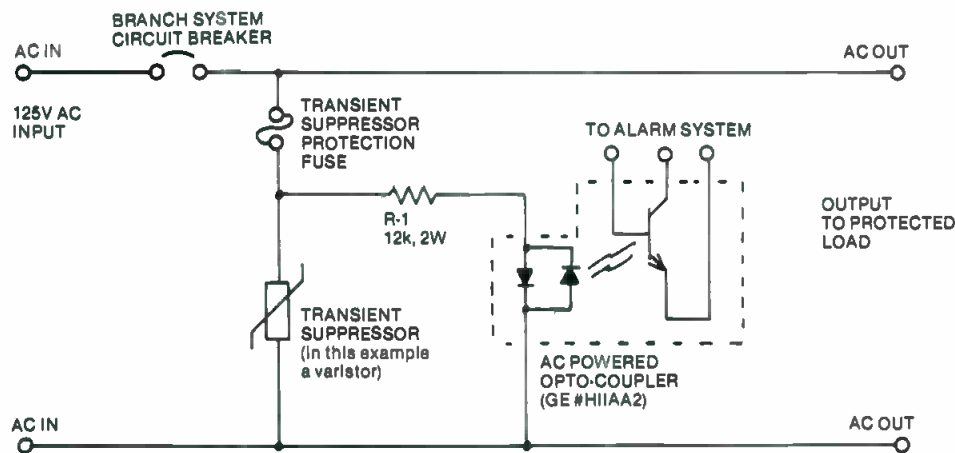 BRANCH SYSTEM
CIRCUIT BREAKER
AC IN
AC OUT
125V AC
INPUT
TRANSIENT
SUPPRESSOR
PROTECTION
FUSE
TO ALARM SYSTEM
R-1
12k, 2W
OUTPUT
TO PROTECTED
LOAD
TRANSIENT
SUPPRESSOR
(In this example
a varistor)
AC POWERED
OPTO-COUPLER
(GE #HIIAA2)
AC IN
AC OUT